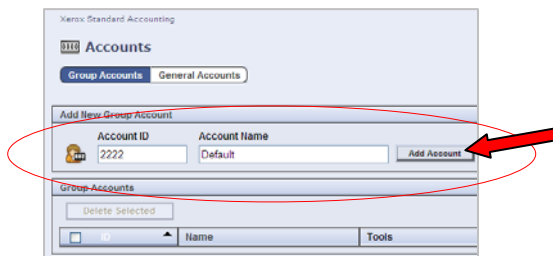 Xerox Standard Accounting
Accounts
Group Accounts General Accounts
Add New Group Account
Account ID Account Name
2222 Default Add Account
Group Accounts
Delete Selected
ID Name Tools